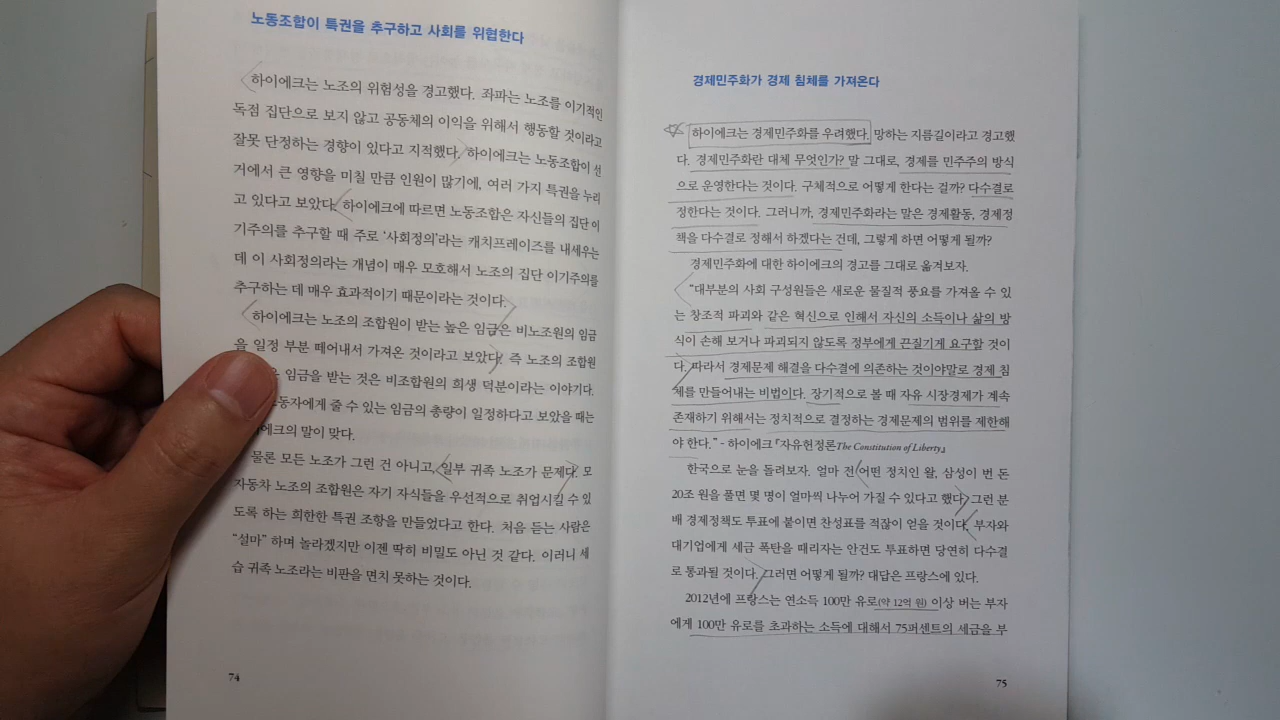 노동조합이 특권을 추구하고 사회를 위협한다
하이에크는 노조의 위험성을 경고했다. 좌파는 노조를 이기적인
독점 집단으로 보지 않고 공동체의 이익을 위해서 행동할 것이라고
잘못 단정하는 경향이 있다고 지적했다. 하이에크는 노동조합이 선
거에서 큰 영향을 미칠 만큼 인원이 많기에, 여러 가지 특권을 누리
고 있다고 보았다. 하이에크에 따르면 노동조합은 자신들의 집단 이
기주의를 추구할 때 주로 '사회정의'라는 캐치프레이즈를 내세우는
데 이 사회정의라는 개념이 매우 모호해서 노조의 집단 이기주의를
추구하는 데 매우 효과적이기 때문이라는 것이다.
하이에크는 노조의 조합원이 받는 높은 임금은 비노조원의 임금
을 일정 부분 떼어내서 가져온 것이라고 보았다. 즉 노조의 조합원
임금을 받는 것은 비조합원의 희생 덕분이라는 이야기다.
동자에게 줄 수 있는 임금의 총량이 일정하다고 보았을 때는
에크의 말이 맞다.
물론 모든 노조가 그런 건 아니고, 일부 귀족 노조가 문제다. 모
자동차 노조의 조합원은 자기 자식들을 우선적으로 취업시킬 수 있
도록 하는 희한한 특권 조항을 만들었다고 한다. 처음 듣는 사람은
"설마" 하며 놀라겠지만 이젠 딱히 비밀도 아닌 것 같다. 이러니 세
습 귀족 노조라는 비판을 면치 못하는 것이다.
74
경제민주화가 경제 침체를 가져온다
하이에크는 경제민주화를 우려했다. 망하는 지름길이라고 경고했
다. 경제민주화란 대체 무엇인가? 말 그대로, 경제를 민주주의 방식
으로 운영한다는 것이다. 구체적으로 어떻게 한다는 걸까? 다수결로
정한다는 것이다. 그러니까, 경제민주화라는 말은 경제활동, 경제정
책을 다수결로 정해서 하겠다는 건데, 그렇게 하면 어떻게 될까?
경제민주화에 대한 하이에크의 경고를 그대로 옮겨보자.
"대부분의 사회 구성원들은 새로운 물질적 풍요를 가져올 수 있
는 창조적 파괴와 같은 혁신으로 인해서 자신의 소득이나 삶의 방
식이 손해 보거나 파괴되지 않도록 정부에게 끈질기게 요구할 것이
다. 따라서 경제문제 해결을 다수결에 의존하는 것이야말로 경제 침
체를 만들어내는 비법이다. 장기적으로 볼 때 자유 시장경제가 계속
존재하기 위해서는 정치적으로 결정하는 경제문제의 범위를 제한해
야 한다." - 하이에크 『자유헌정론The Constitution of Liberty』
한국으로 눈을 돌려보자. 얼마 전 어떤 정치인 왈, 삼성이 번 돈
20조 원을 풀면 몇 명이 얼마씩 나누어 가질 수 있다고 했다. 그런 분
배 경제정책도 투표에 붙이면 찬성표를 적잖이 얻을 것이다. 부자와
대기업에게 세금 폭탄을 때리자는 안건도 투표하면 당연히 다수결
로 통과될 것이다. 그러면 어떻게 될까? 대답은 프랑스에 있다.
2012년에 프랑스는 연소득 100만 유로(약 12억 원) 이상 버는 부자
에게 100만 유로를 초과하는 소득에 대해서 75퍼센트의 세금을 부
75